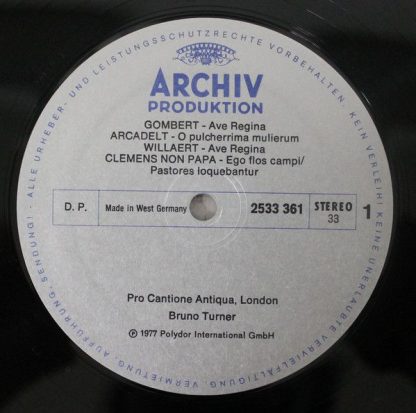 ALLE URHEBER- UND LEISTUNGSSCHUTZRECHTE VORBEHALTEN. KEIN VERLEIH! KEINE UNERLAUBTE VERVIELFÄLTIGUNG, VERMIETUNG, AUFFÜHRUNG, SENDUNG!
ARCHIV
PRODUKTION
GOMBERT - Ave Regina
ARCADELT - O pulcherrima mulierum
WILLAERT - Ave Regina
CLEMENS NON PAPA - Ego flos campi/
Pastores loquebantur
D. P. Made in West Germany 2533 361 STEREO 33 1
Pro Cantione Antiqua, London
Bruno Turner
Ⓟ 1977 Polydor International GmbH